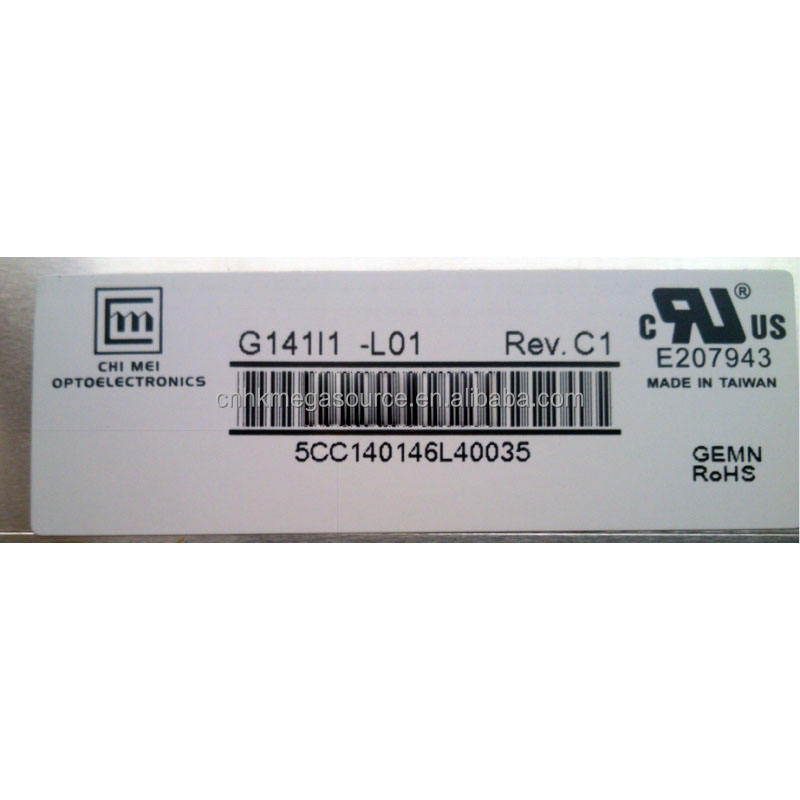 CHI MEI
OPTOELECTRONICS
G141I1 -L01 Rev. C1
cnhkmegasource.en.alibaba.com
5CC140146L40035
C RU ® US
E207943
MADE IN TAIWAN
GEMN
RoHS